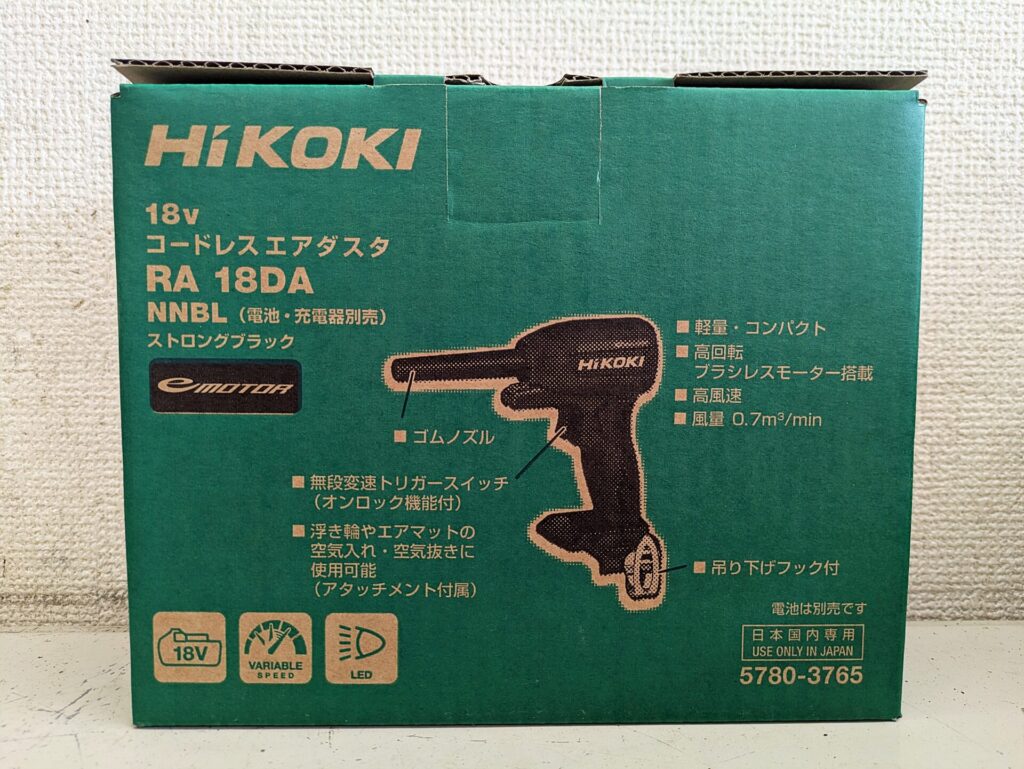 HiKOKI
18v
コードレスエアダスタ
RA 18DA
NNBL（電池・充電器別売）
ストロングブラック
e MOTOR
HiKOKI
■ 軽量・コンパクト
■ 高回転
ブラシレスモーター搭載
■ 高風速
■ 風量 0.7m³/min
■ ゴムノズル
■ 無段変速トリガースイッチ
（オンロック機能付）
■ 浮き輪やエアマットの
空気入れ・空気抜きに
使用可能
（アタッチメント付属）
■ 吊り下げフック付
電池は別売です
日本国内専用
USE ONLY IN JAPAN
5780-3765
18V
VARIABLE
SPEED
LED